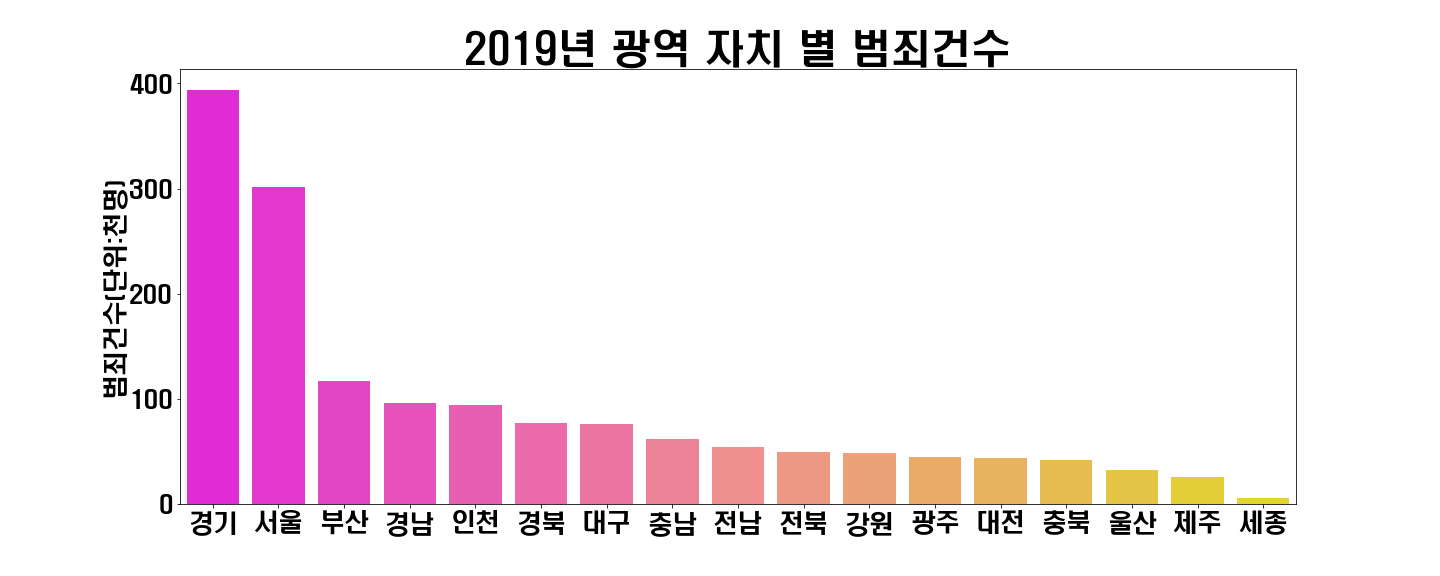 2019년 광역 자치 별 범죄건수
범죄건수(단위:천명)
400
300
200
100
0
경기 서울 부산 경남 인천 경북 대구 충남 전남 전북 강원 광주 대전 충북 울산 제주 세종